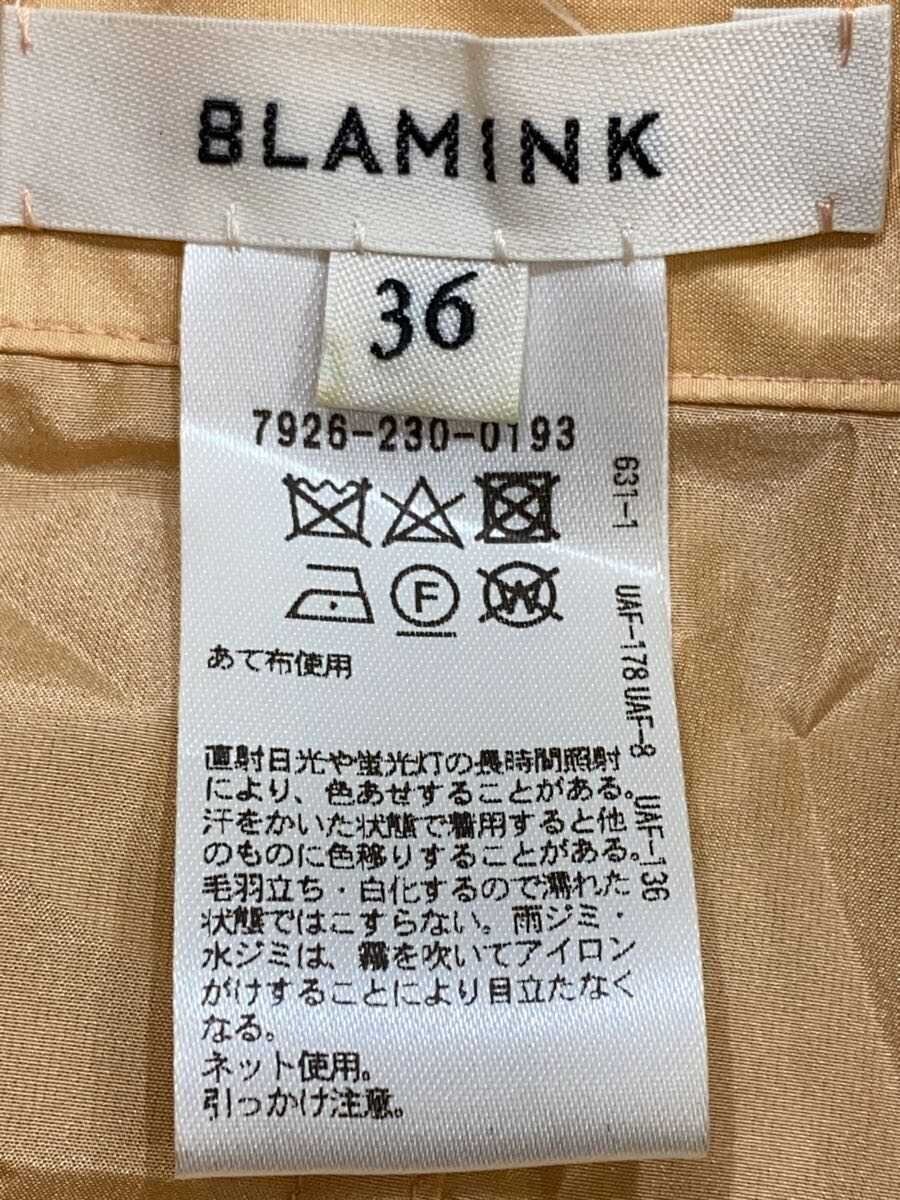 BLAMINK
36
7926-230-0193
F
W
あて布使用
直射日光や蛍光灯の長時間照射
により、色あせすることがある。
汗をかいた状態で着用すると他
のものに色移りすることがある。
毛羽立ち・白化するので濡れた
状態ではこすらない。雨ジミ・
水ジミは、霧を吹いてアイロン
がけすることにより目立たなく
なる。
ネット使用。
引っかけ注意。
631-1 UAF-178 UAF-8 UAF-136